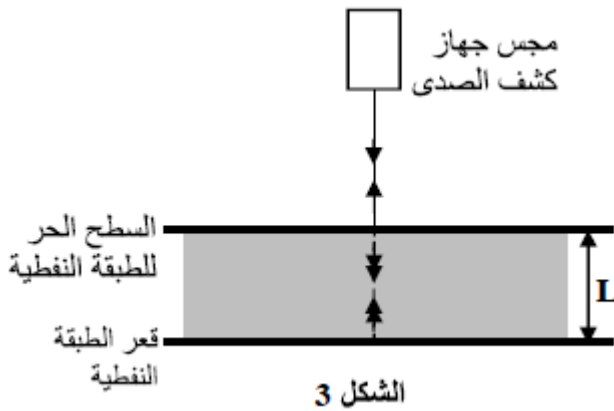 مجس جهاز
كشف الصدى
السطح الحر
للطبقة النفطية
L
قعر الطبقة
النفطية
الشكل 3